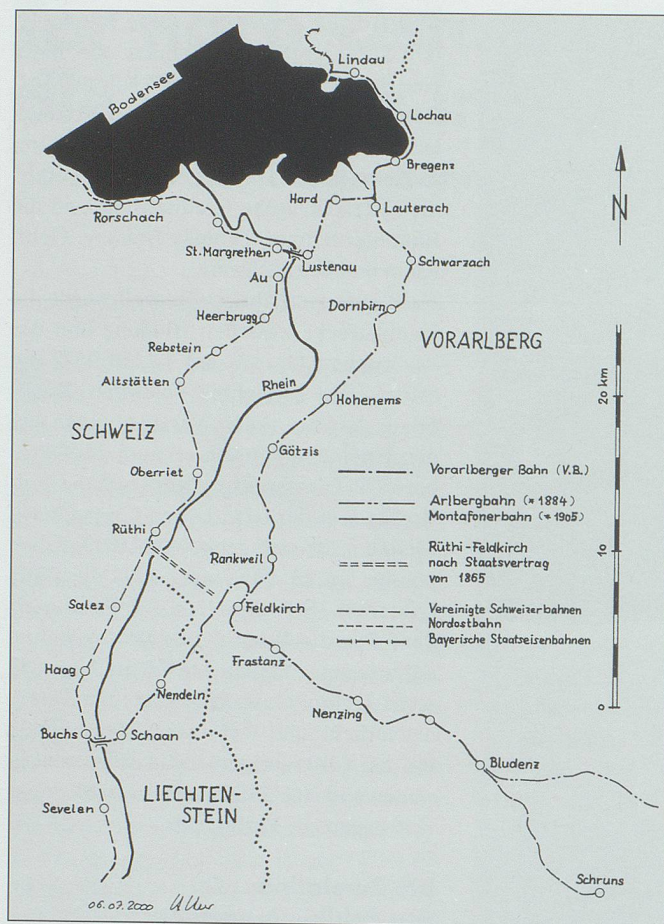 Bodensee
Lindau
Lochau
Bregenz
Hard
Lauterach
Rorschach
N
St. Margrethen
Lustenau
Schwarzach
Au
Heerbrugg
Dornbirn
Rebstein
VORARLBERG
Altstätten
Rhein
20 km
Hohenems
SCHWEIZ
Götzis
Oberriet
Vorarlberger Bahn (V.B.)
Arlbergbahn (* 1884)
Montafonerbahn (* 1905)
Rüthi
10
Rankweil
Rüthi-Feldkirch
nach Staatsvertrag
von 1865
Salez
Feldkirch
Vereinigte Schweizerbahnen
Nordostbahn
Bayerische Staatseisenbahnen
Frastanz
Haag
Nendeln
Nenzing
0
Buchs
Schaan
Bludenz
LIECHTEN-
STEIN
Sevelen
Schruns
06.07.2000